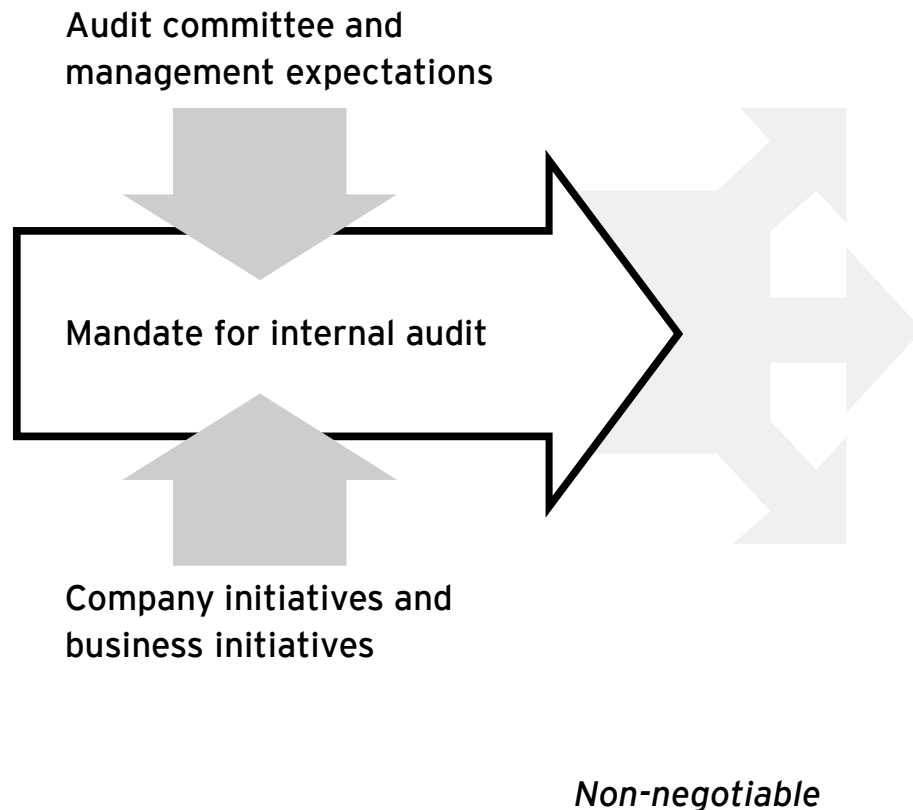 Audit committee and
management expectations
Mandate for internal audit
Company initiatives and
business initiatives
Non-negotiable